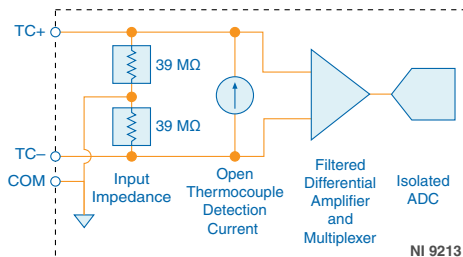 TC+
39 MΩ
39 MΩ
TC–
COM
Input
Impedance
Open
Thermocouple
Detection
Current
Filtered
Differential
Amplifier
and
Multiplexer
Isolated
ADC
NI 9213